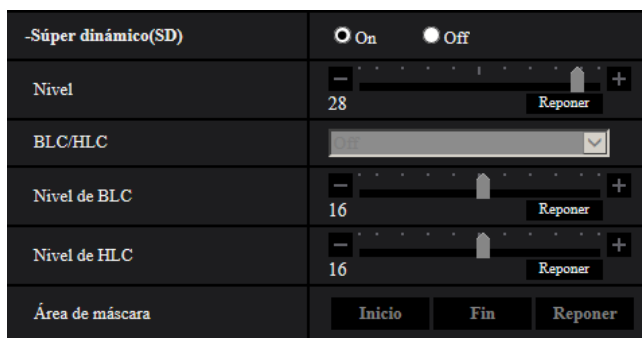 -Súper dinámico(SD) On Off
Nivel 28 Reponer
BLC/HLC Off
Nivel de BLC 16 Reponer
Nivel de HLC 16 Reponer
Área de máscara Inicio Fin Reponer